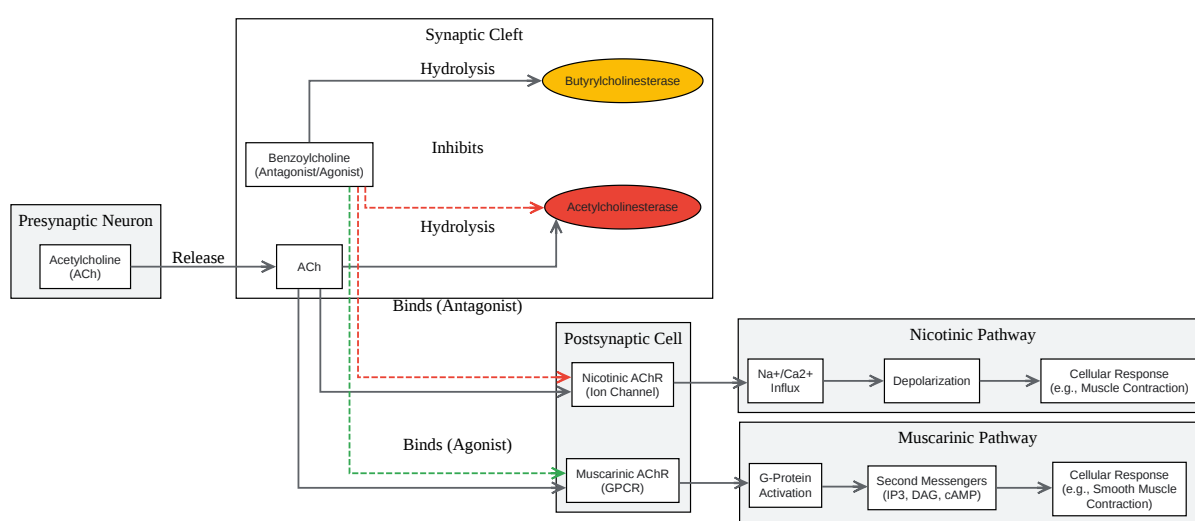 Synaptic Cleft
Hydrolysis
Butyrylcholinesterase
Inhibits
Benzoylcholine
(Antagonist/Agonist)
Acetylcholinesterase
Hydrolysis
Presynaptic Neuron
Acetylcholine
(ACh)
Release
ACh
Binds (Antagonist)
Postsynaptic Cell
Nicotinic AChR
(Ion Channel)
Binds (Agonist)
Muscarinic AChR
(GPCR)
Nicotinic Pathway
Na+/Ca2+
Influx
Depolarization
Cellular Response
(e.g., Muscle Contraction)
Muscarinic Pathway
G-Protein
Activation
Second Messengers
(IP3, DAG, cAMP)
Cellular Response
(e.g., Smooth Muscle
Contraction)